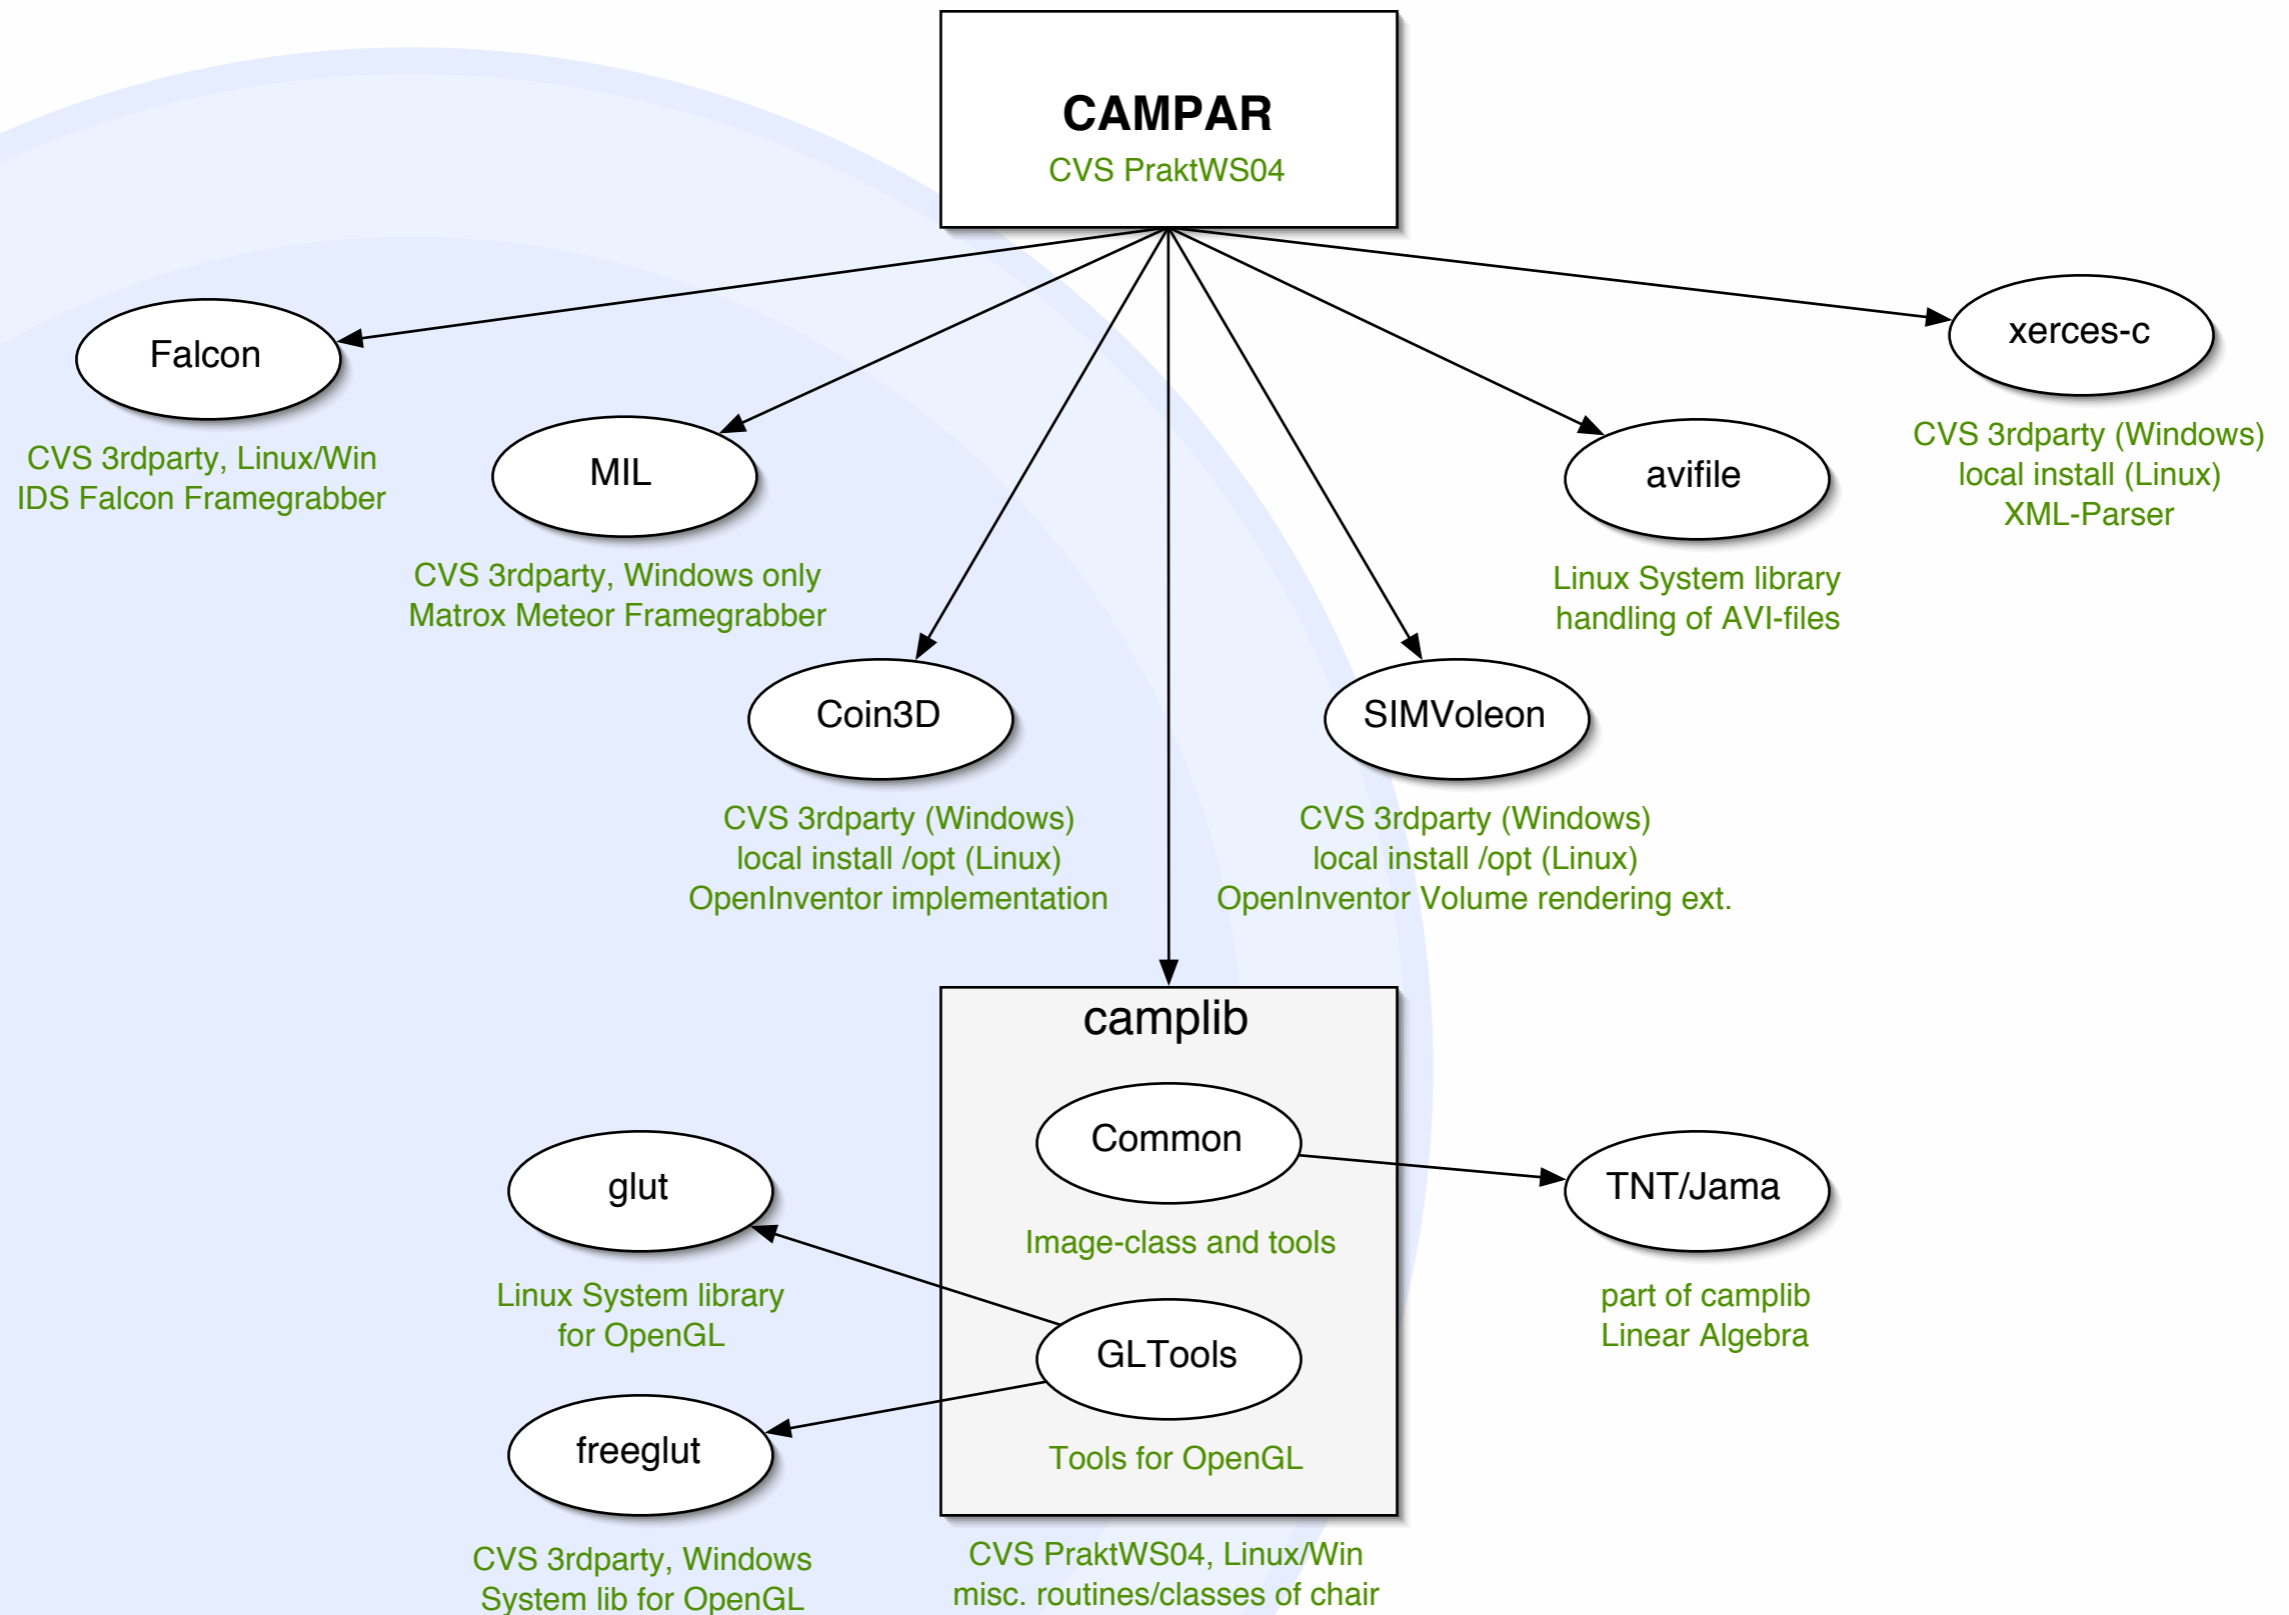 CAMPAR
CVS PraktWS04
Falcon
CVS 3rdparty, Linux/Win
IDS Falcon Framegrabber
MIL
CVS 3rdparty, Windows only
Matrox Meteor Framegrabber
Coin3D
CVS 3rdparty (Windows)
local install /opt (Linux)
OpenInventor implementation
SIMVoleon
CVS 3rdparty (Windows)
local install /opt (Linux)
OpenInventor Volume rendering ext.
avifile
Linux System library
handling of AVI-files
xerces-c
CVS 3rdparty (Windows)
local install (Linux)
XML-Parser
camplib
Common
Image-class and tools
GLTools
Tools for OpenGL
CVS PraktWS04, Linux/Win
misc. routines/classes of chair
glut
Linux System library
for OpenGL
freeglut
CVS 3rdparty, Windows
System lib for OpenGL
TNT/Jama
part of camplib
Linear Algebra